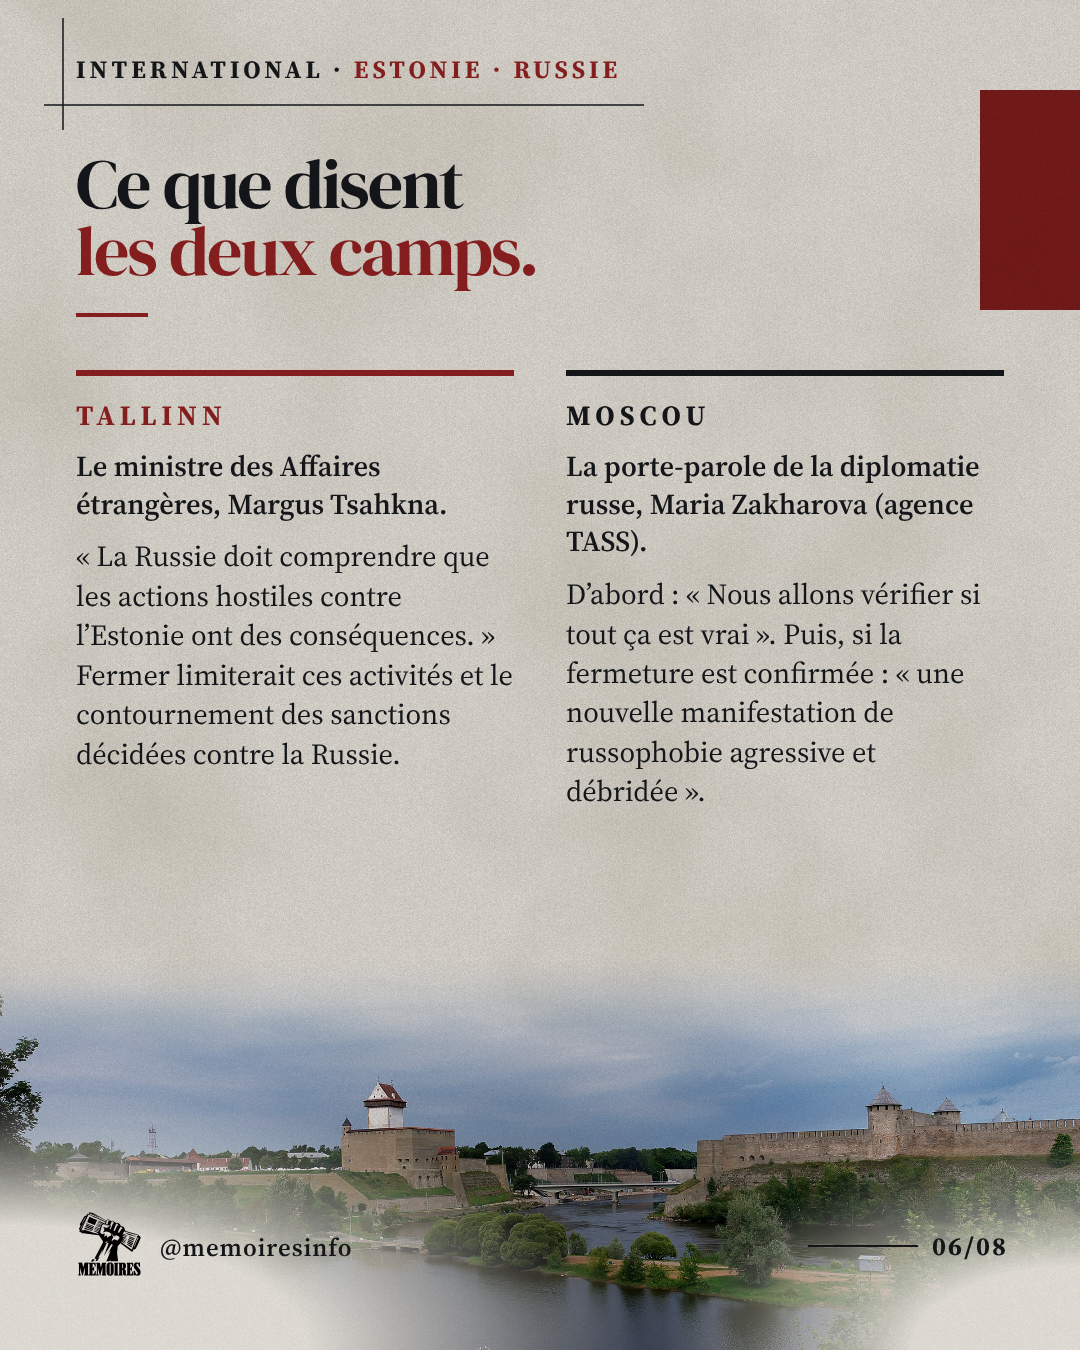 INTERNATIONAL · ESTONIE · RUSSIE
Ce que disent
les deux camps.
TALLINN
Le ministre des Affaires
étrangères, Margus Tsahkna.
« La Russie doit comprendre que
les actions hostiles contre
l’Estonie ont des conséquences. »
Fermer limiterait ces activités et le
contournement des sanctions
décidées contre la Russie.
MOSCOU
La porte-parole de la diplomatie
russe, Maria Zakharova (agence
TASS).
D’abord : « Nous allons vérifier si
tout ça est vrai ». Puis, si la
fermeture est confirmée : « une
nouvelle manifestation de
russophobie agressive et
débridée ».
MÉMOIRES
@memoiresinfo
06/08